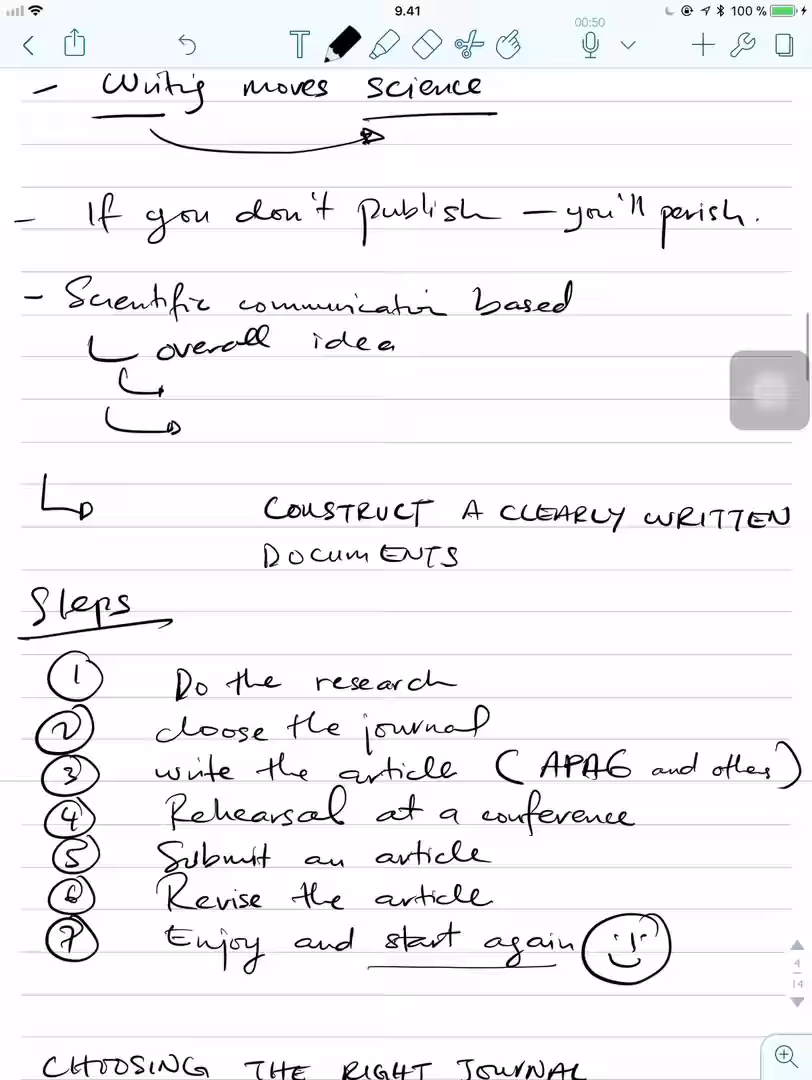 9.41
100 %
00:50
T
- Writing moves science
- If you don't publish — you'll perish.
- Scientific communication based
overall idea
CONSTRUCT A CLEARLY WRITTEN
DOCUMENTS
Steps
1 Do the research
2 choose the journal
3 write the article (APA6 and others)
4 Rehearsal at a conference
5 Submit an article
6 Revise the article
7 Enjoy and start again
4
14
CHOOSING THE RIGHT JOURNAL